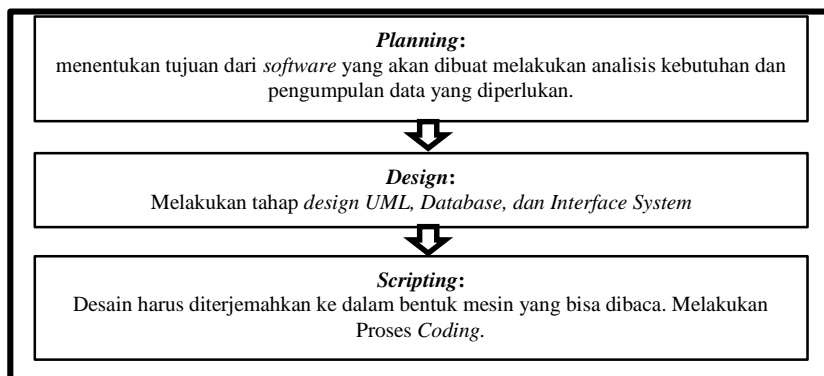 Planning:
menentukan tujuan dari software yang akan dibuat melakukan analisis kebutuhan dan
pengumpulan data yang diperlukan.
Design:
Melakukan tahap design UML, Database, dan Interface System
Scripting:
Desain harus diterjemahkan ke dalam bentuk mesin yang bisa dibaca. Melakukan
Proses Coding.